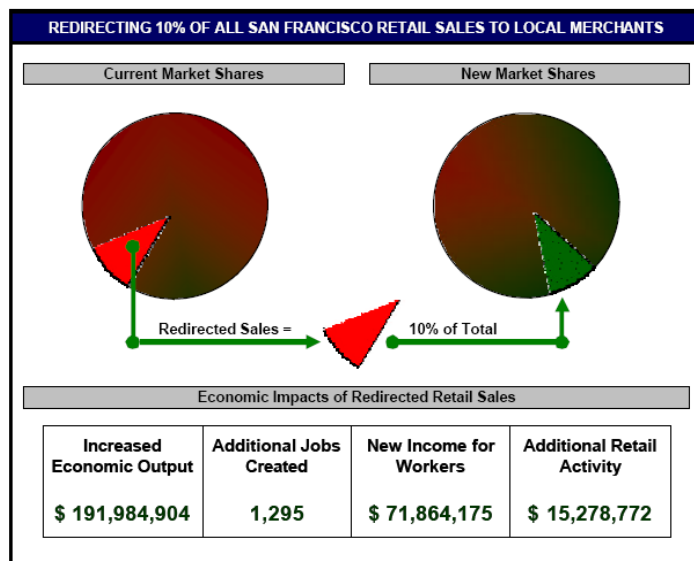 REDIRECTING 10% OF ALL SAN FRANCISCO RETAIL SALES TO LOCAL MERCHANTS
Current Market Shares
New Market Shares
Redirected Sales =
10% of Total
Economic Impacts of Redirected Retail Sales
Increased
Economic Output
$ 191,984,904
Additional Jobs
Created
1,295
New Income for
Workers
$ 71,864,175
Additional Retail
Activity
$ 15,278,772